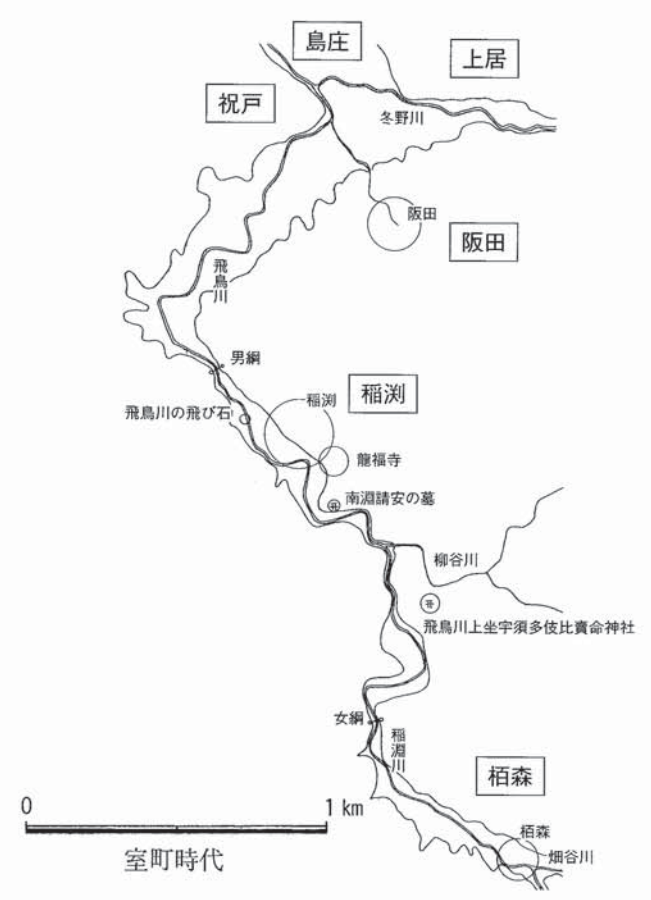 島庄
上居
祝戸
冬野川
阪田
阪田
飛鳥川
男綱
稲渕
稲渕
飛鳥川の飛び石
龍福寺
南淵請安の墓
柳谷川
飛鳥川上坐宇須多伎比賣命神社
女綱
稲淵川
栢森
0
1 km
栢森
畑谷川
室町時代